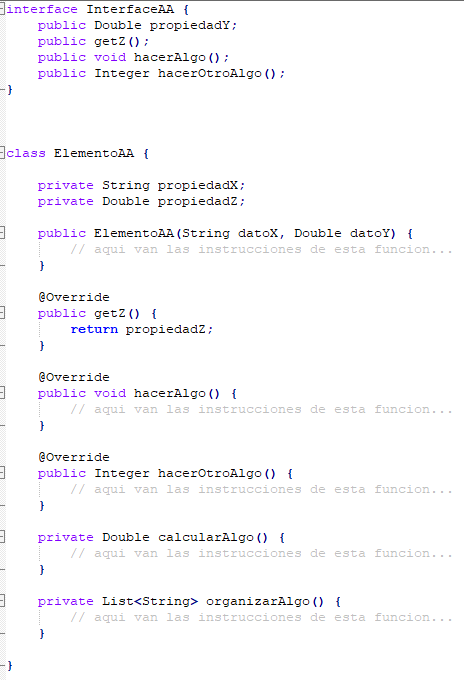 interface InterfaceAA {
public Double propiedadY;
public getZ();
public void hacerAlgo();
public Integer hacerOtroAlgo();
}
class ElementoAA {
private String propiedadX;
private Double propiedadZ;
public ElementoAA(String datoX, Double datoY) {
// aqui van las instrucciones de esta funcion...
}
@Override
public getZ() {
return propiedadZ;
}
@Override
public void hacerAlgo() {
// aqui van las instrucciones de esta funcion...
}
@Override
public Integer hacerOtroAlgo() {
// aqui van las instrucciones de esta funcion...
}
private Double calcularAlgo() {
// aqui van las instrucciones de esta funcion...
}
private List<String> organizarAlgo() {
// aqui van las instrucciones de esta funcion...
}
}